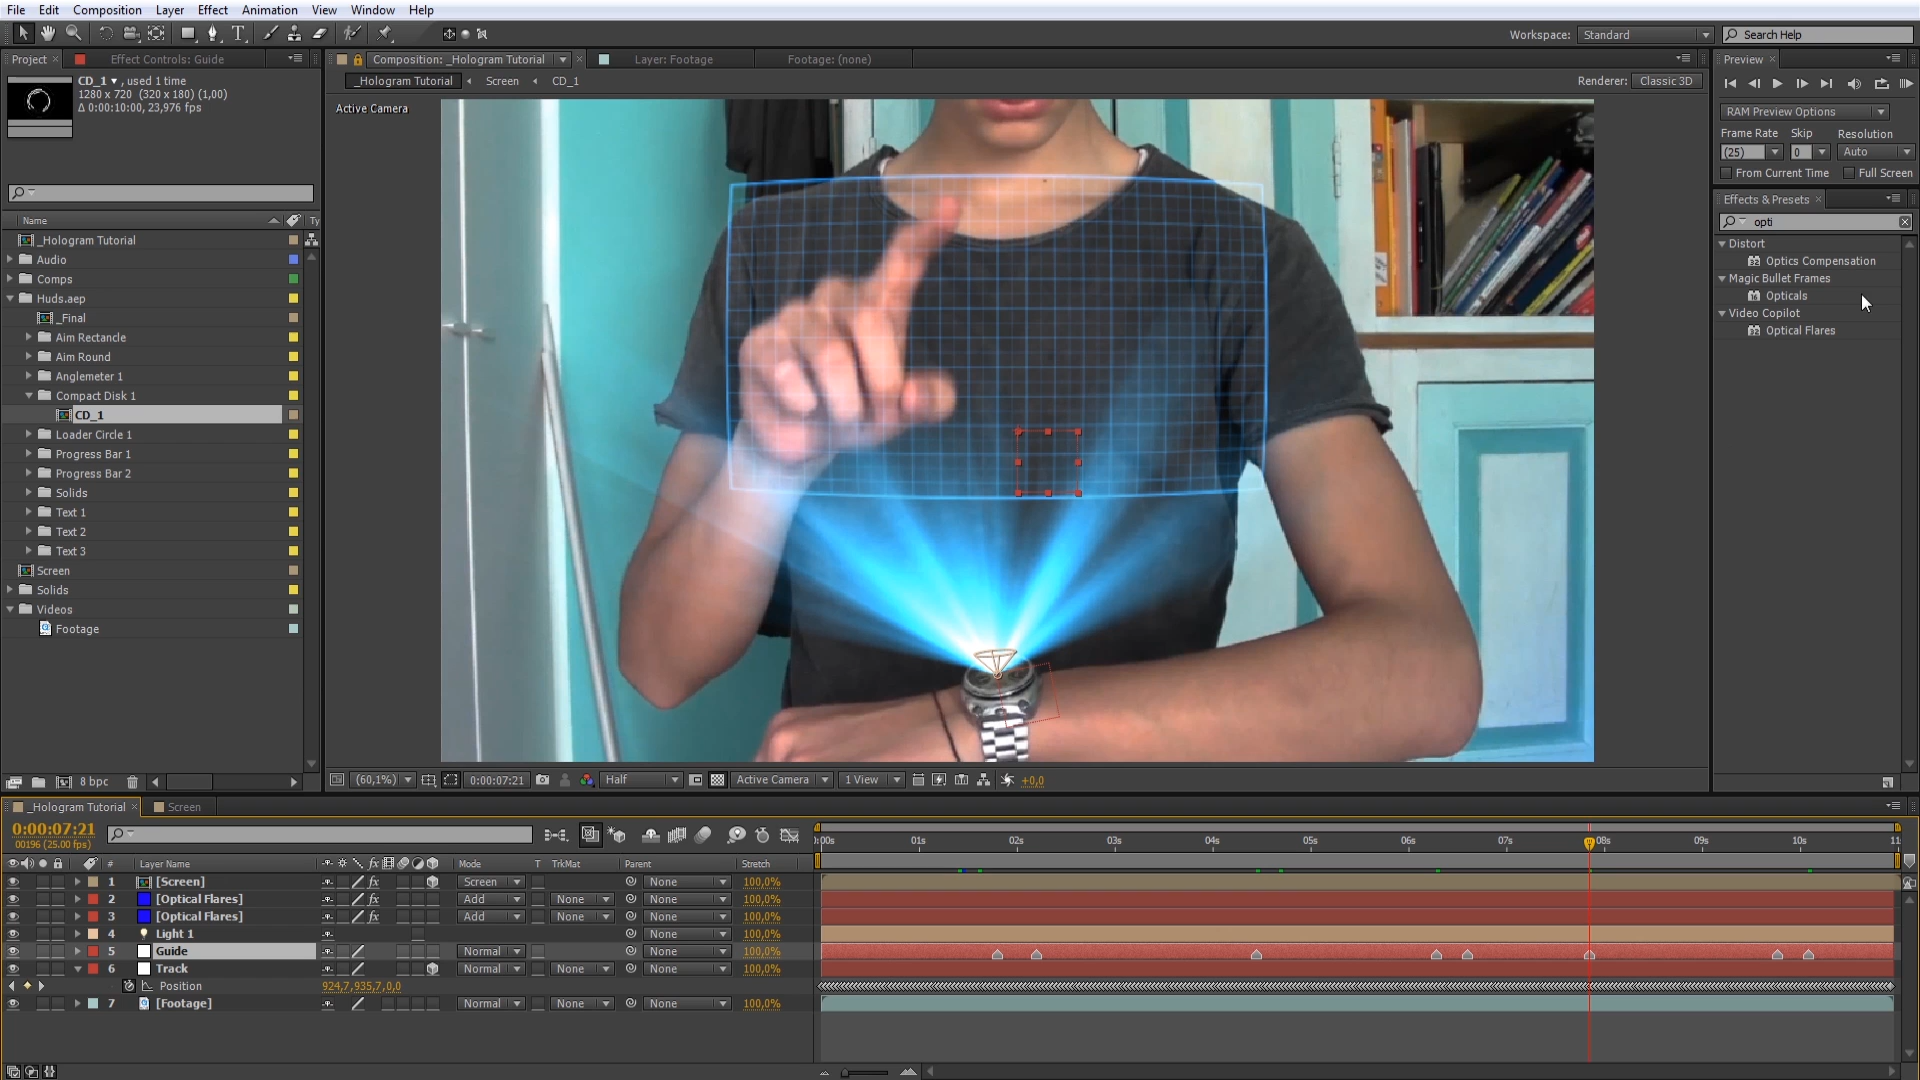 File Edit Composition Layer Effect Animation View Window Help
Workspace: Standard Search Help
Project Effect Controls: Guide
Composition: _Hologram Tutorial Layer: Footage Footage: (none)
Preview
CD_1 , used 1 time
1280 x 720 (320 x 180) (1,00)
Δ 0:00:10:00, 23,976 fps
_Hologram Tutorial Screen CD_1
Renderer: Classic 3D
Active Camera
RAM Preview Options
Frame Rate Skip Resolution
(25) 0 Auto
From Current Time Full Screen
Effects & Presets
opti
Distort
Optics Compensation
Magic Bullet Frames
Opticals
Video Copilot
Optical Flares
Name Ty
_Hologram Tutorial
Audio
Comps
Huds.aep
_Final
Aim Rectancle
Aim Round
Anglemeter 1
Compact Disk 1
CD_1
Loader Circle 1
Progress Bar 1
Progress Bar 2
Solids
Text 1
Text 2
Text 3
Screen
Solids
Videos
Footage
8 bpc
(60,1%) 0:00:07:21 Half Active Camera 1 View +0,0
_Hologram Tutorial Screen
0:00:07:21
00196 (25.00 fps)
:00s 01s 02s 03s 04s 05s 06s 07s 08s 09s 10s 11s
# Layer Name fx Mode T TrkMat Parent Stretch
1 [Screen] fx Screen None 100,0%
2 [Optical Flares] fx Add None None 100,0%
3 [Optical Flares] fx Add None None 100,0%
4 Light 1 None 100,0%
5 Guide Normal None 100,0%
6 Track Normal None None 100,0%
Position 924,7,935,7,0,0
7 [Footage] Normal None None 100,0%